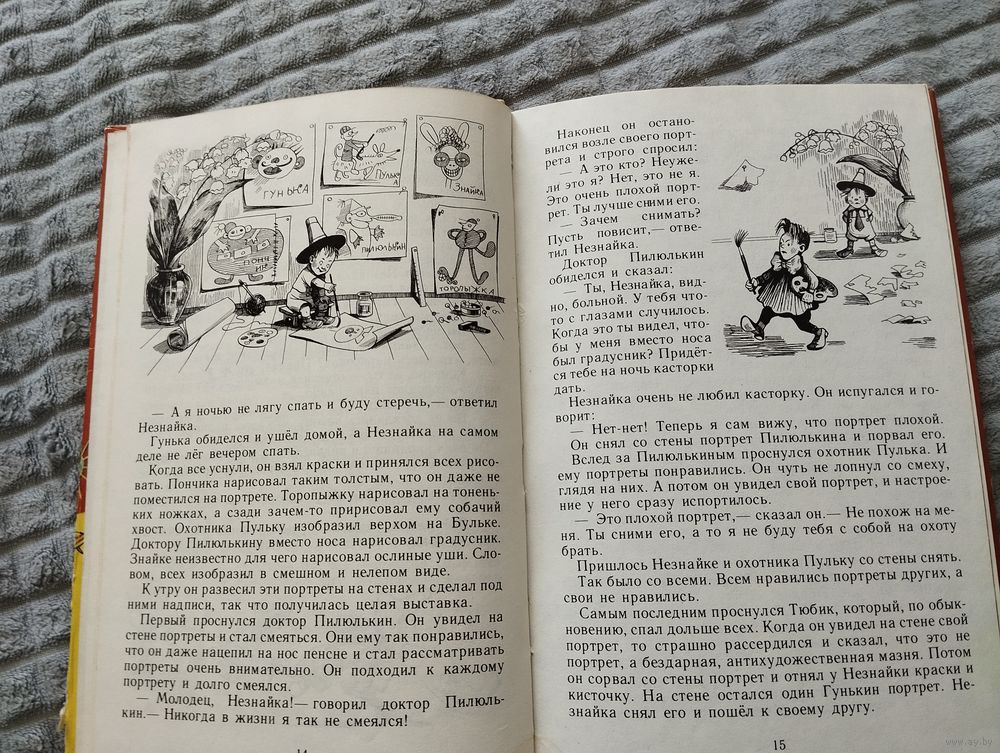 ГУНЬКА
ПУЛЬКА
ЗНАЙКА
ПОНЧИК
ПИЛЮЛЬКИН
ТОРОПЫЖКА
— А я ночью не лягу спать и буду стеречь,— ответил
Незнайка.
Гунька обиделся и ушёл домой, а Незнайка на самом
деле не лёг вечером спать.
Когда все уснули, он взял краски и принялся всех рисо-
вать. Пончика нарисовал таким толстым, что он даже не
поместился на портрете. Торопыжку нарисовал на тонень-
ких ножках, а сзади зачем-то пририсовал ему собачий
хвост. Охотника Пульку изобразил верхом на Бульке.
Доктору Пилюлькину вместо носа нарисовал градусник.
Знайке неизвестно для чего нарисовал ослиные уши. Сло-
вом, всех изобразил в смешном и нелепом виде.
К утру он развесил эти портреты на стенах и сделал под
ними надписи, так что получилась целая выставка.
Первый проснулся доктор Пилюлькин. Он увидел на
стене портреты и стал смеяться. Они ему так понравились,
что он даже нацепил на нос пенсне и стал рассматривать
портреты очень внимательно. Он подходил к каждому
портрету и долго смеялся.
— Молодец, Незнайка!— говорил доктор Пилюль-
кин.— Никогда в жизни я так не смеялся!
14
Наконец он остано-
вился возле своего порт-
рета и строго спросил:
— А это кто? Неуже-
ли это я? Нет, это не я.
Это очень плохой порт-
рет. Ты лучше сними его.
— Зачем снимать?
Пусть повисит,— отве-
тил Незнайка.
Доктор Пилюлькин
обиделся и сказал:
— Ты, Незнайка, вид-
но, больной. У тебя что-
то с глазами случилось.
Когда это ты видел, что-
бы у меня вместо носа
был градусник? Придёт-
ся тебе на ночь касторки
дать.
Незнайка очень не любил касторку. Он испугался и го-
ворит:
— Нет-нет! Теперь я сам вижу, что портрет плохой.
Он снял со стены портрет Пилюлькина и порвал его.
Вслед за Пилюлькиным проснулся охотник Пулька. И
ему портреты понравились. Он чуть не лопнул со смеху,
глядя на них. А потом он увидел свой портрет, и настрое-
ние у него сразу испортилось.
— Это плохой портрет,— сказал он.— Не похож на ме-
ня. Ты сними его, а то я не буду тебя с собой на охоту
брать.
Пришлось Незнайке и охотника Пульку со стены снять.
Так было со всеми. Всем нравились портреты других, а
свои не нравились.
Самым последним проснулся Тюбик, который, по обык-
новению, спал дольше всех. Когда он увидел на стене свой
портрет, то страшно рассердился и сказал, что это не
портрет, а бездарная, антихудожественная мазня. Потом
он сорвал со стены портрет и отнял у Незнайки краски и
кисточку. На стене остался один Гунькин портрет. Не-
знайка снял его и пошёл к своему другу.
15
www.ay.by